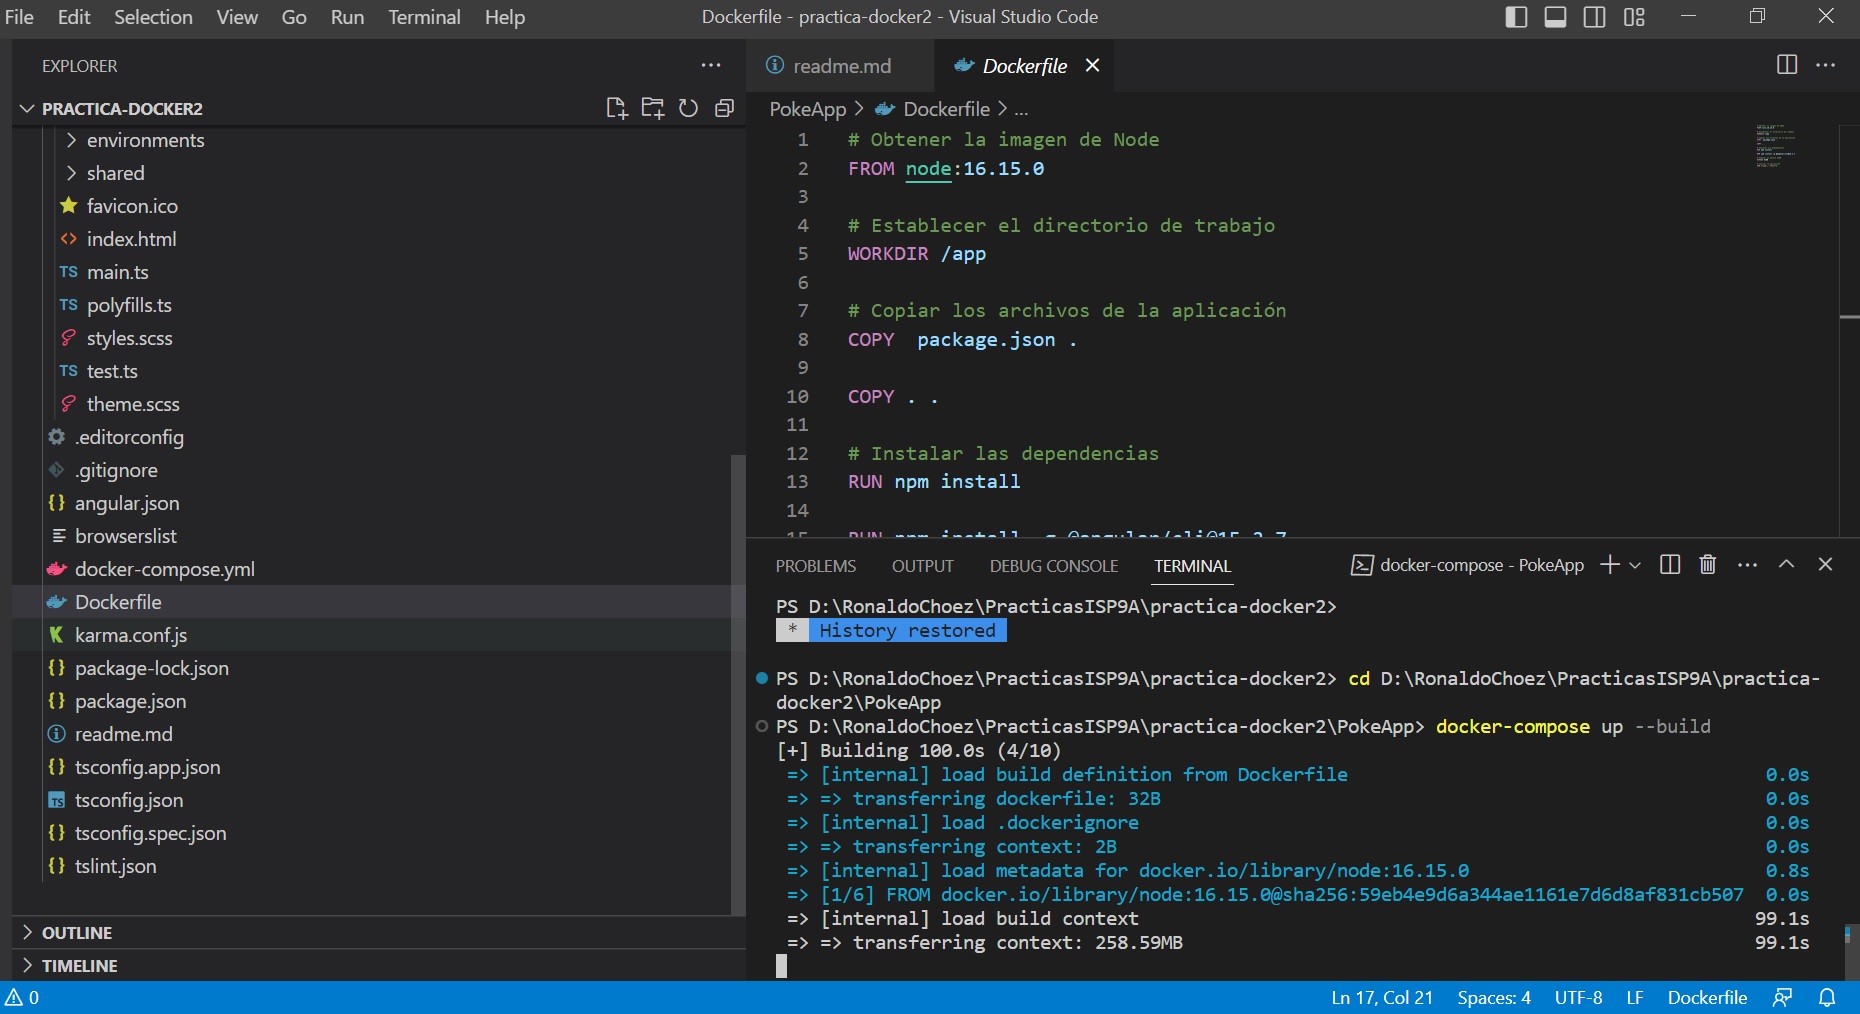 File Edit Selection View Go Run Terminal Help
Dockerfile - practica-docker2 - Visual Studio Code
EXPLORER
PRACTICA-DOCKER2
environments
shared
favicon.ico
index.html
main.ts
polyfills.ts
styles.scss
test.ts
theme.scss
.editorconfig
.gitignore
angular.json
browserslist
docker-compose.yml
Dockerfile
karma.conf.js
package-lock.json
package.json
readme.md
tsconfig.app.json
tsconfig.json
tsconfig.spec.json
tslint.json
OUTLINE
TIMELINE
readme.md
Dockerfile
PokeApp > Dockerfile > ...
1 # Obtener la imagen de Node
2 FROM node:16.15.0
3
4 # Establecer el directorio de trabajo
5 WORKDIR /app
6
7 # Copiar los archivos de la aplicación
8 COPY  package.json .
9
10 COPY . .
11
12 # Instalar las dependencias
13 RUN npm install
14
15 RUN npm install -g @angular/cli@15.2.7
PROBLEMS OUTPUT DEBUG CONSOLE TERMINAL
docker-compose - PokeApp
PS D:\RonaldoChoez\PracticasISP9A\practica-docker2>
* History restored
PS D:\RonaldoChoez\PracticasISP9A\practica-docker2> cd D:\RonaldoChoez\PracticasISP9A\practica-
docker2\PokeApp
PS D:\RonaldoChoez\PracticasISP9A\practica-docker2\PokeApp> docker-compose up --build
[+] Building 100.0s (4/10)
=> [internal] load build definition from Dockerfile 0.0s
=> => transferring dockerfile: 32B 0.0s
=> [internal] load .dockerignore 0.0s
=> => transferring context: 2B 0.0s
=> [internal] load metadata for docker.io/library/node:16.15.0 0.8s
=> [1/6] FROM docker.io/library/node:16.15.0@sha256:59eb4e9d6a344ae1161e7d6d8af831cb507 0.0s
=> [internal] load build context 99.1s
=> => transferring context: 258.59MB 99.1s
0
Ln 17, Col 21 Spaces: 4 UTF-8 LF Dockerfile